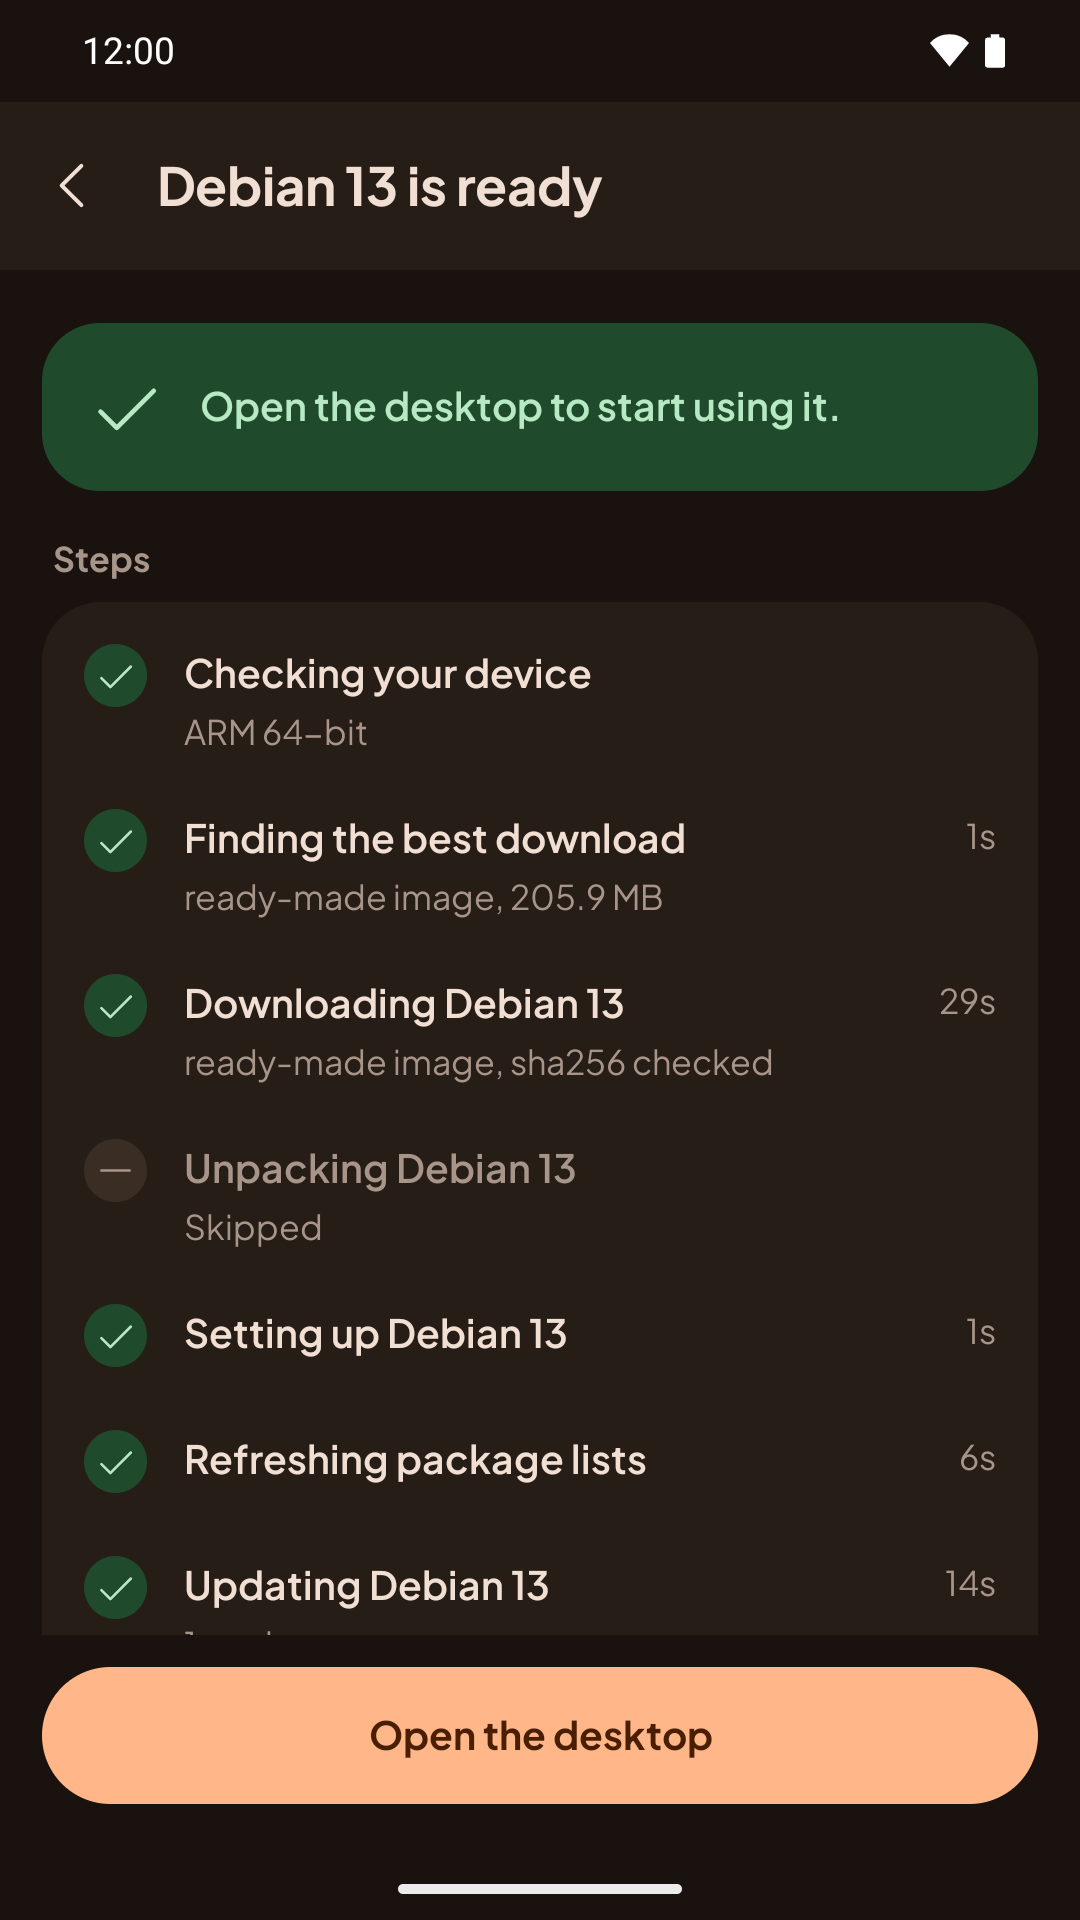 12:00
Debian 13 is ready
Open the desktop to start using it.
Steps
Checking your device
ARM 64-bit
Finding the best download
1s
ready-made image, 205.9 MB
Downloading Debian 13
29s
ready-made image, sha256 checked
Unpacking Debian 13
Skipped
Setting up Debian 13
1s
Refreshing package lists
6s
Updating Debian 13
14s
Open the desktop